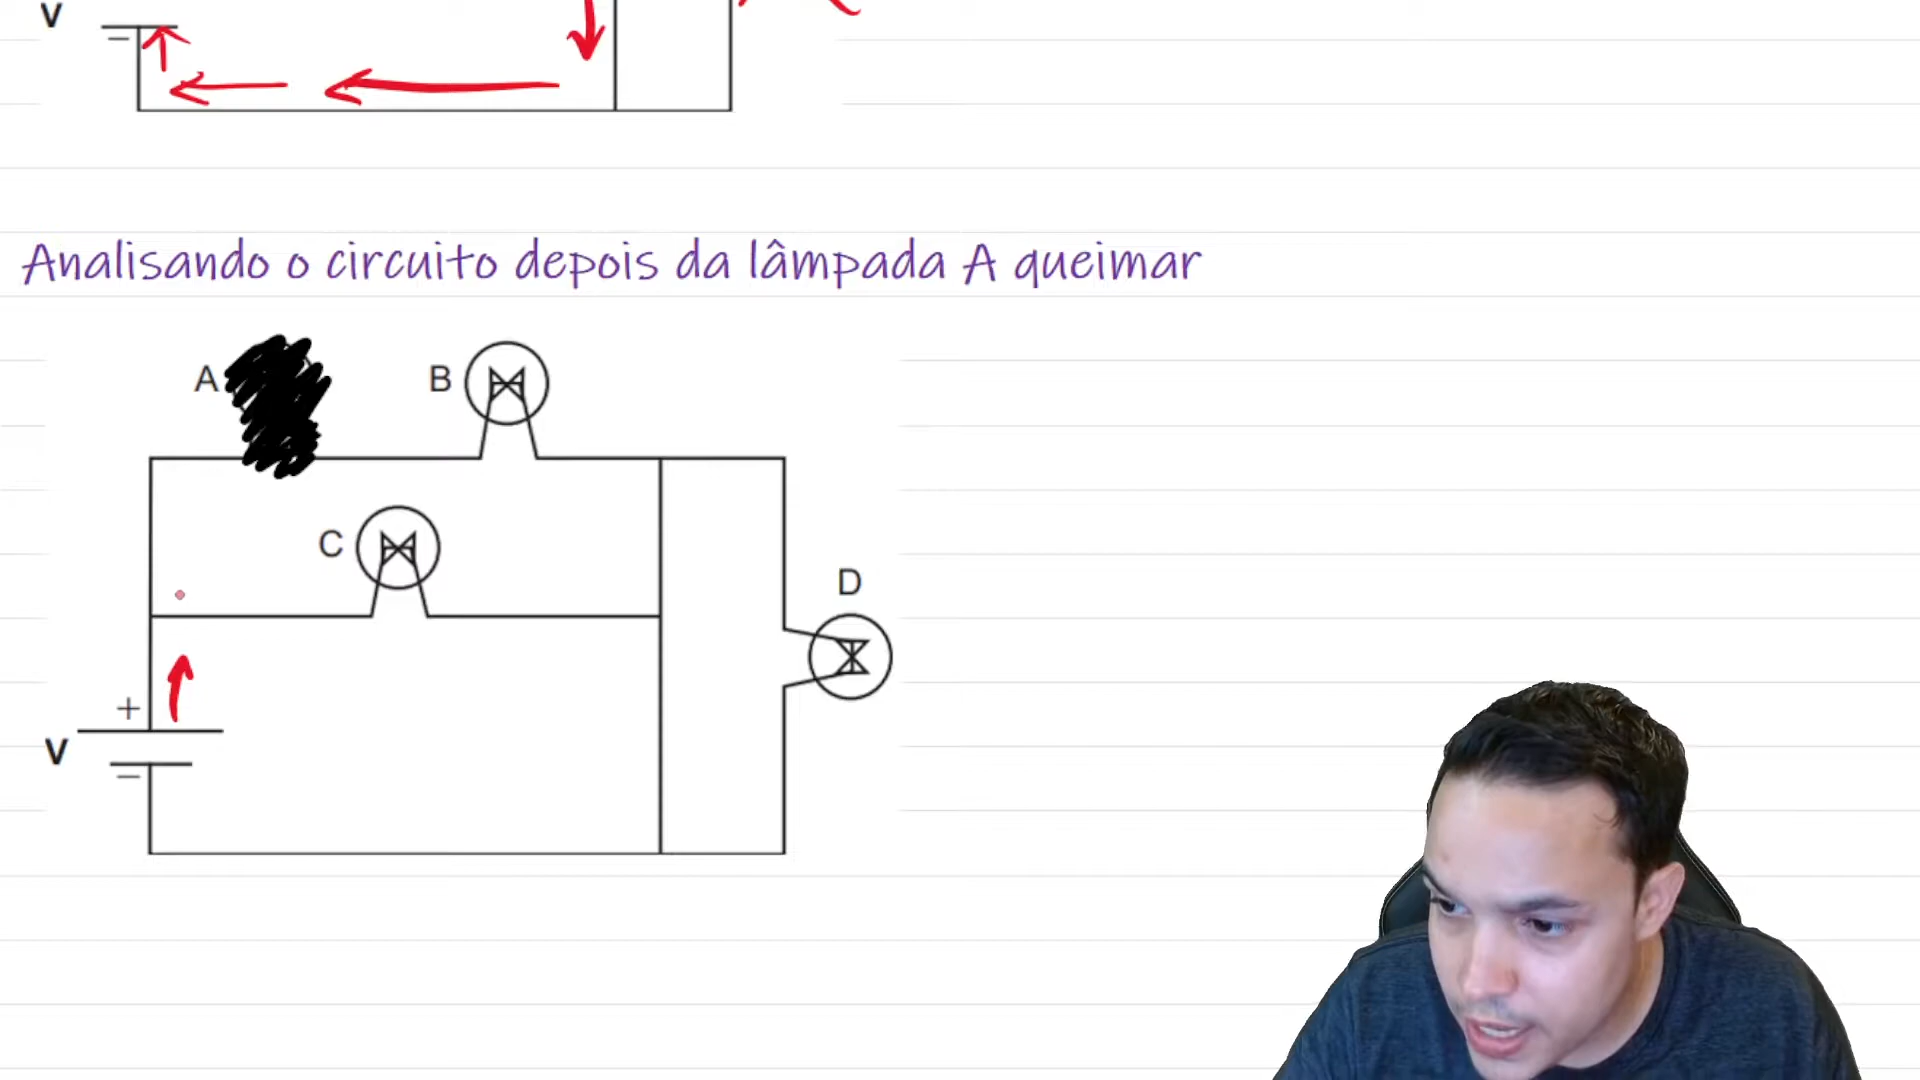 V
−
Analisando o circuito depois da lâmpada A queimar
A
B
C
D
+
V
−